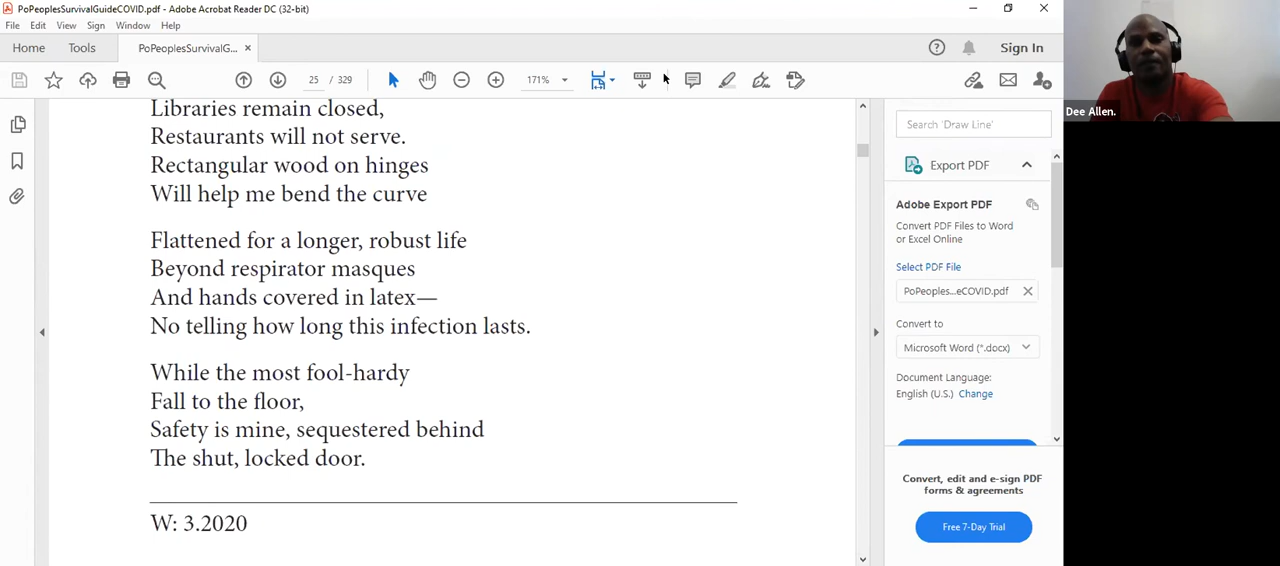 PoPeoplesSurvivalGuideCOVID.pdf - Adobe Acrobat Reader DC (32-bit)
File Edit View Sign Window Help
Home Tools PoPeoplesSurvivalG... × Sign In
25 / 329 171%
Libraries remain closed,
Restaurants will not serve.
Rectangular wood on hinges
Will help me bend the curve
Flattened for a longer, robust life
Beyond respirator masques
And hands covered in latex—
No telling how long this infection lasts.
While the most fool-hardy
Fall to the floor,
Safety is mine, sequestered behind
The shut, locked door.
W: 3.2020
Search 'Draw Line'
Export PDF
Adobe Export PDF
Convert PDF Files to Word
or Excel Online
Select PDF File
PoPeoples...eCOVID.pdf
Convert to
Microsoft Word (*.docx)
Document Language:
English (U.S.) Change
Convert, edit and e-sign PDF
forms & agreements
Free 7-Day Trial
Dee Allen.